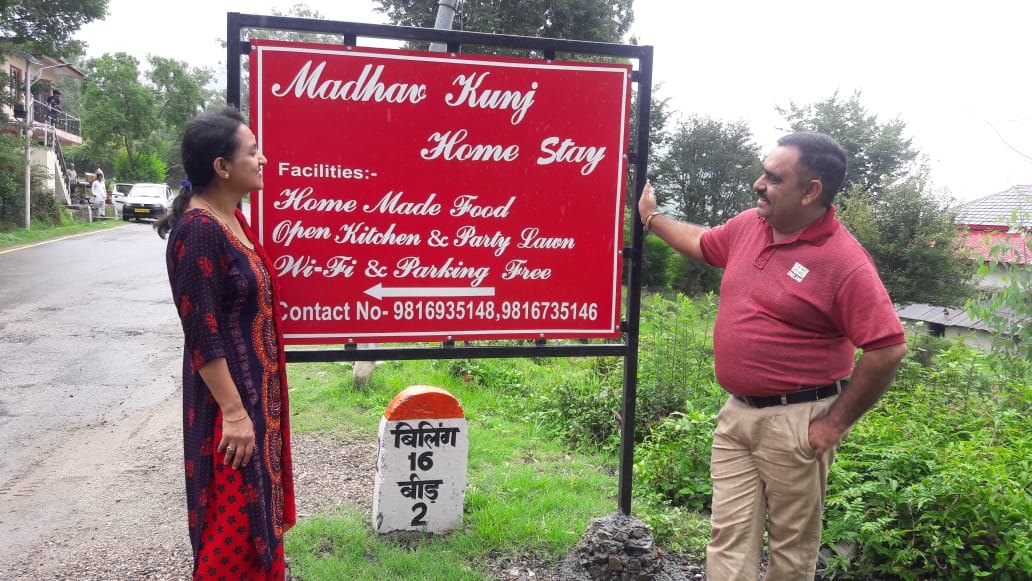 Madhav Kunj
Home Stay
Facilities:-
Home Made Food
Open Kitchen & Party Lawn
Wi-Fi & Parking Free
Contact No- 9816935148,9816735146
बिलिंग
16
बीड़
2